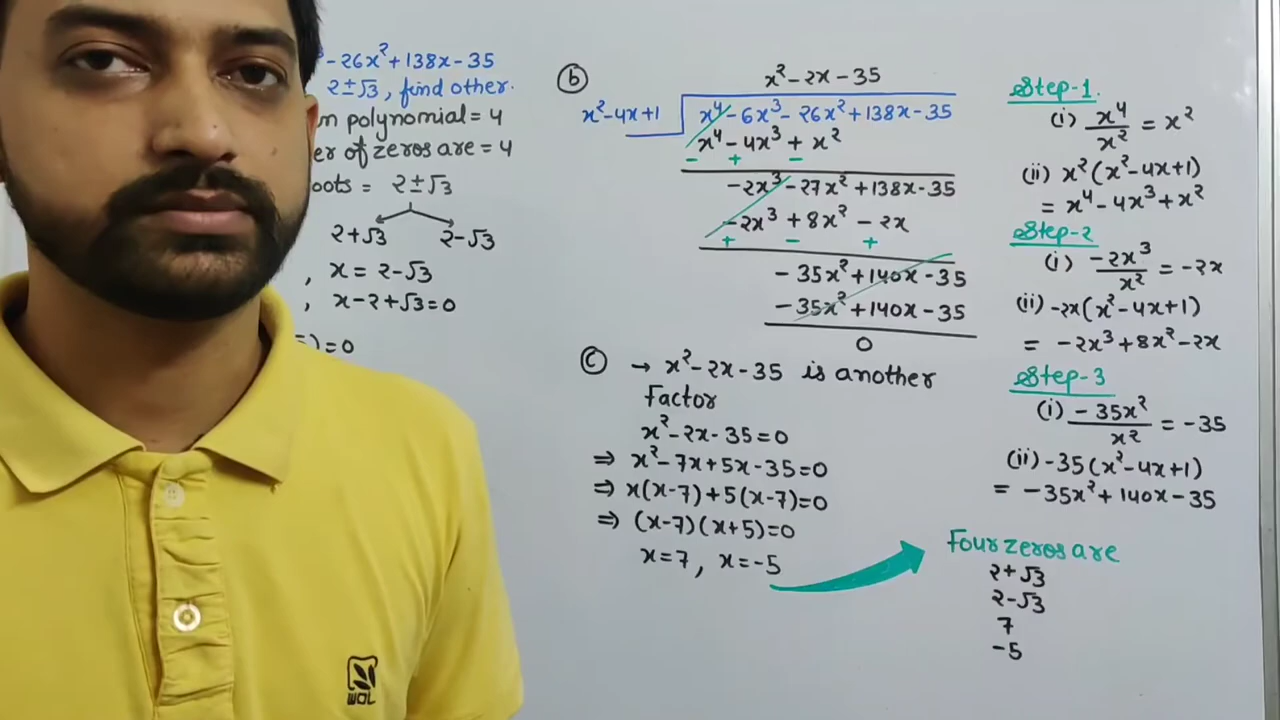 - 26x² + 138x - 35
2±√3, find other.
polynomial = 4
of zeros are = 4
= 2±√3
2+√3 2-√3
, x = 2-√3
, x-2+√3=0
)=0
ⓑ
x² - 2x - 35
x²-4x+1 x⁴ - 6x³ - 26x² + 138x - 35
x⁴ - 4x³ + x²
- + -
-2x³ - 27x² + 138x - 35
-2x³ + 8x² - 2x
+ - +
- 35x² + 140x - 35
- 35x² + 140x - 35
0
ⓒ → x² - 2x - 35 is another
Factor
x² - 2x - 35 = 0
⇒ x² - 7x + 5x - 35 = 0
⇒ x(x-7) + 5(x-7) = 0
⇒ (x-7)(x+5) = 0
x=7, x=-5
Step-1.
(i) x⁴/x² = x²
(ii) x²(x²-4x+1)
= x⁴-4x³+x²
Step-2
(i) -2x³/x² = -2x
(ii) -2x(x²-4x+1)
= -2x³+8x²-2x
Step-3
(i) -35x²/x² = -35
(ii) -35(x²-4x+1)
= -35x²+140x-35
Four zeros are
2+√3
2-√3
7
-5
WOL